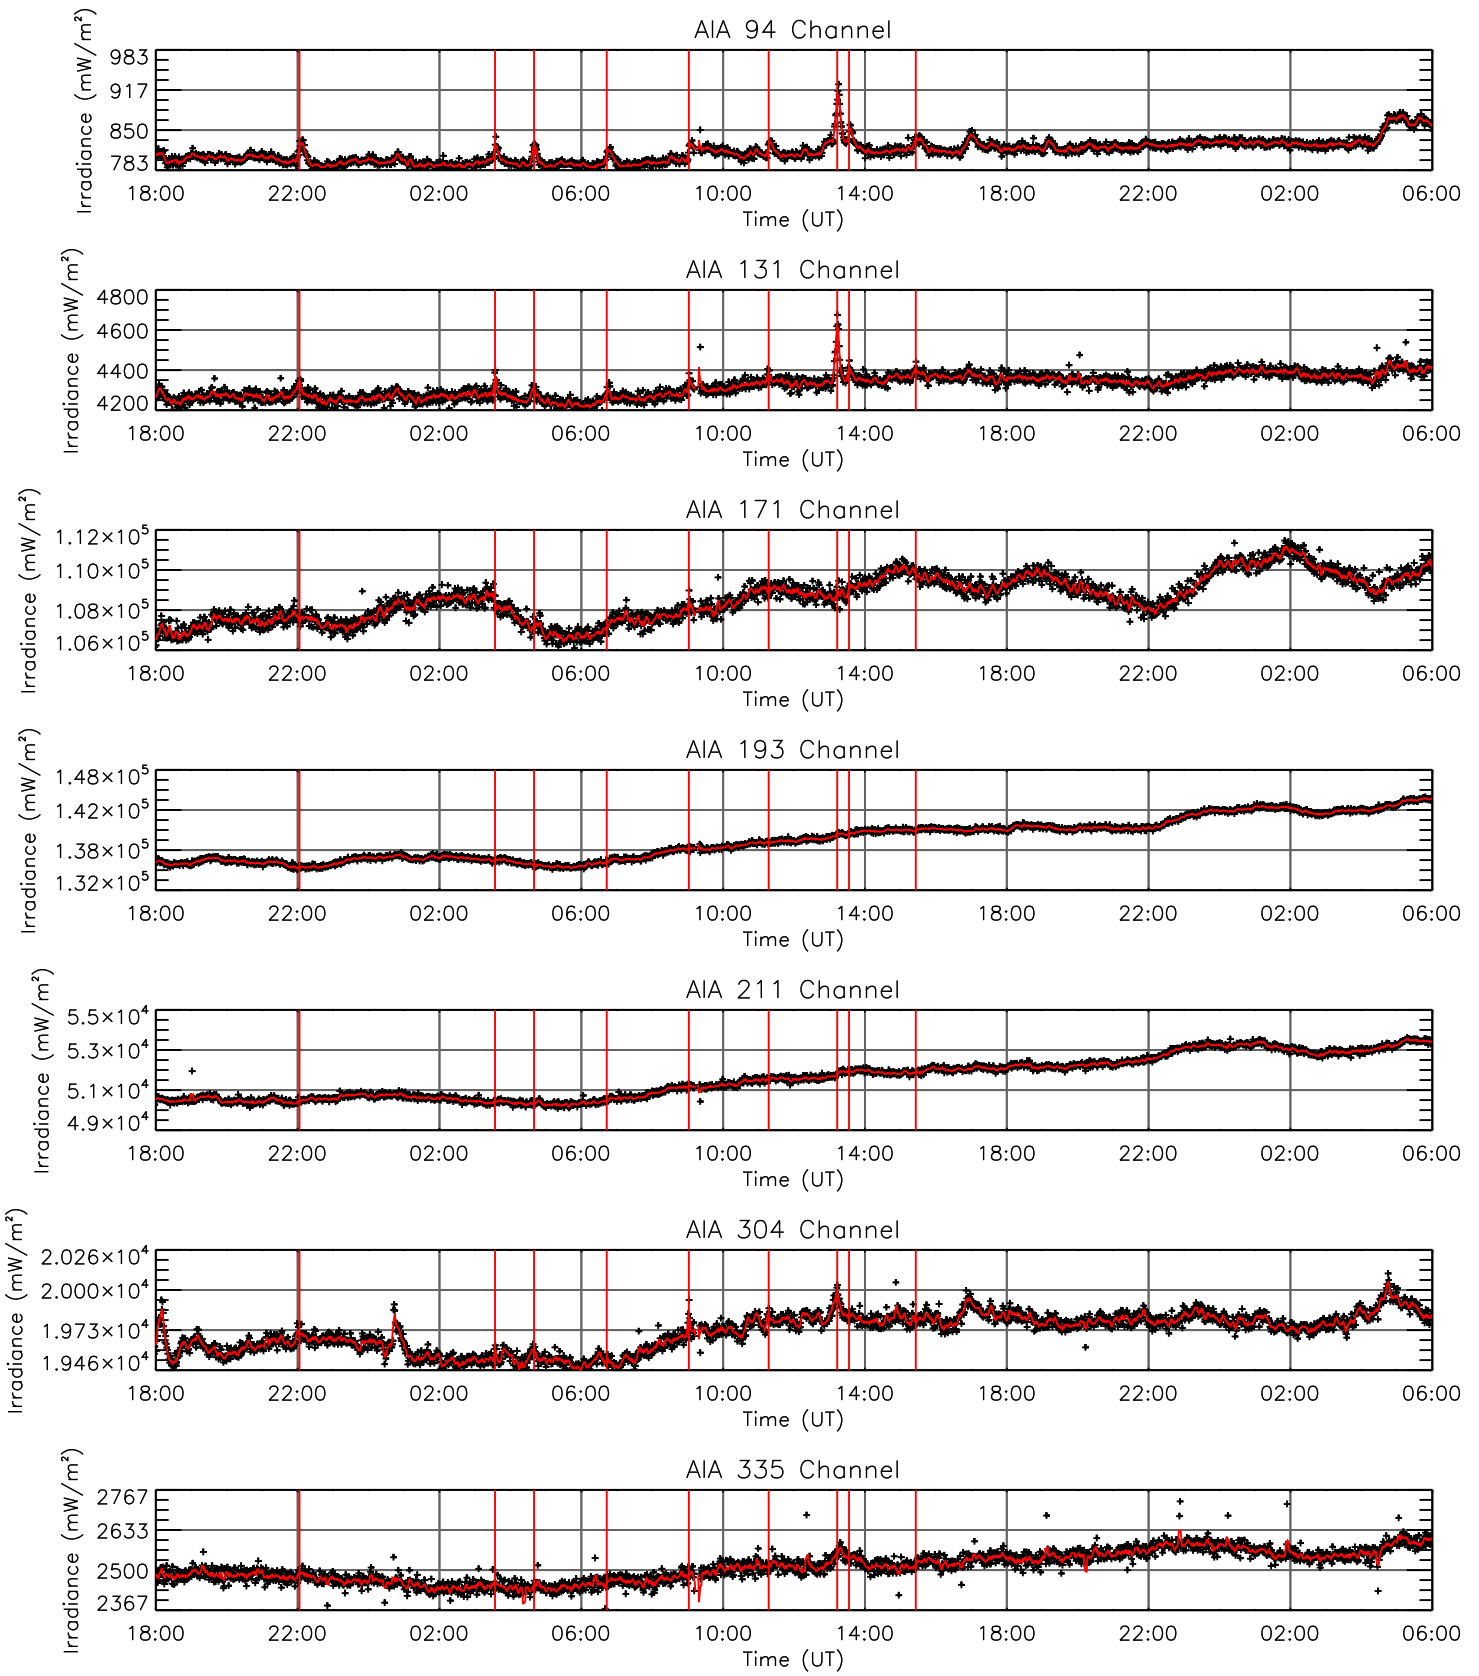 AIA 94 Channel
Irradiance (mW/m²)
983
917
850
783
18:00 22:00 02:00 06:00 10:00 14:00 18:00 22:00 02:00 06:00
Time (UT)
AIA 131 Channel
Irradiance (mW/m²)
4800
4600
4400
4200
18:00 22:00 02:00 06:00 10:00 14:00 18:00 22:00 02:00 06:00
Time (UT)
AIA 171 Channel
Irradiance (mW/m²)
1.12×10⁵
1.10×10⁵
1.08×10⁵
1.06×10⁵
18:00 22:00 02:00 06:00 10:00 14:00 18:00 22:00 02:00 06:00
Time (UT)
AIA 193 Channel
Irradiance (mW/m²)
1.48×10⁵
1.42×10⁵
1.38×10⁵
1.32×10⁵
18:00 22:00 02:00 06:00 10:00 14:00 18:00 22:00 02:00 06:00
Time (UT)
AIA 211 Channel
Irradiance (mW/m²)
5.5×10⁴
5.3×10⁴
5.1×10⁴
4.9×10⁴
18:00 22:00 02:00 06:00 10:00 14:00 18:00 22:00 02:00 06:00
Time (UT)
AIA 304 Channel
Irradiance (mW/m²)
2.026×10⁴
2.000×10⁴
1.973×10⁴
1.946×10⁴
18:00 22:00 02:00 06:00 10:00 14:00 18:00 22:00 02:00 06:00
Time (UT)
AIA 335 Channel
Irradiance (mW/m²)
2767
2633
2500
2367
18:00 22:00 02:00 06:00 10:00 14:00 18:00 22:00 02:00 06:00
Time (UT)